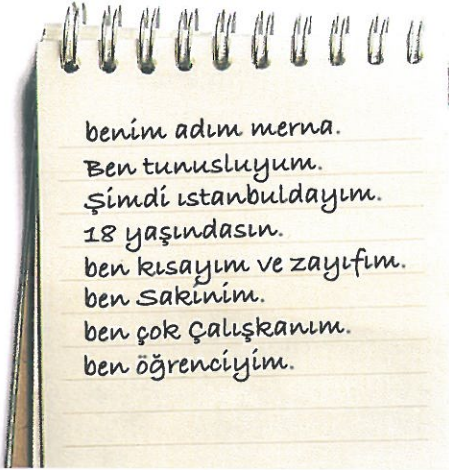 benim adım merna.
Ben tunusluyum.
Şimdi ıstanbuldayım.
18 yaşındasın.
ben kısayım ve zayıfım.
ben Sakinim.
ben çok Çalışkanım.
ben öğrenciyim.